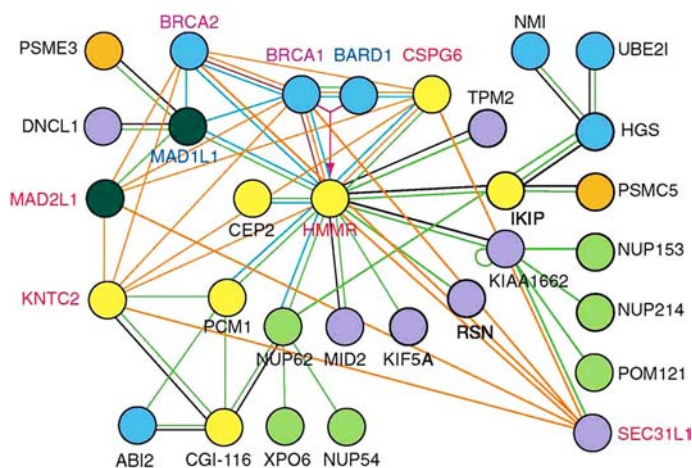 BRCA2
NMI
PSME3
BRCA1
BARD1
CSPG6
UBE2I
TPM2
DNCL1
HGS
MAD1L1
MAD2L1
CEP2
HMMR
IKIP
PSMC5
NUP153
KIAA1662
KNTC2
PCM1
NUP214
RSN
NUP62
MID2
KIF5A
POM121
SEC31L1
ABI2
CGI-116
XPO6
NUP54